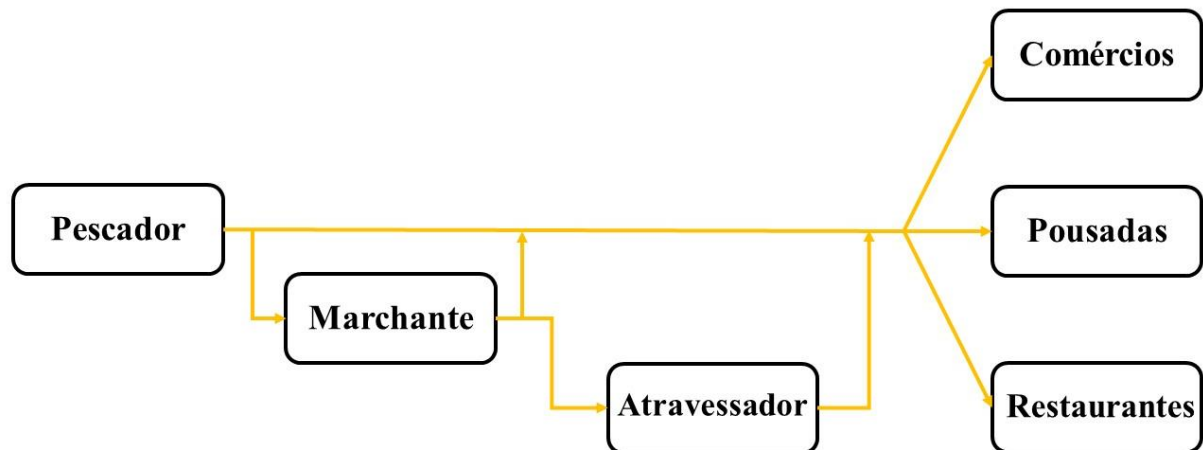 Comércios
Pescador
Pousadas
Marchante
Atravessador
Restaurantes